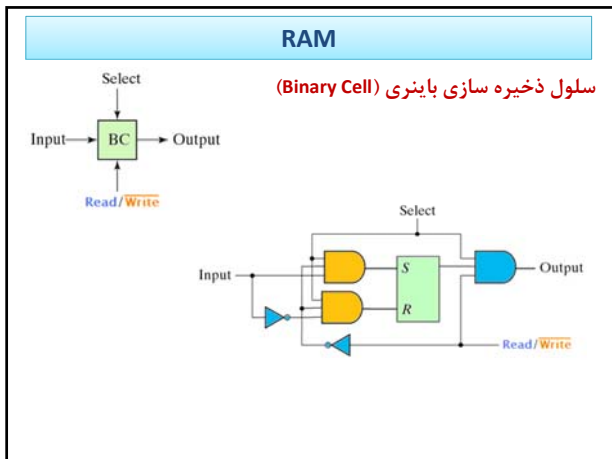 RAM
سلول ذخیره سازی باینری (Binary Cell)
Select
Input
BC
Output
Read/Write
Select
Input
S
R
Output
Read/Write